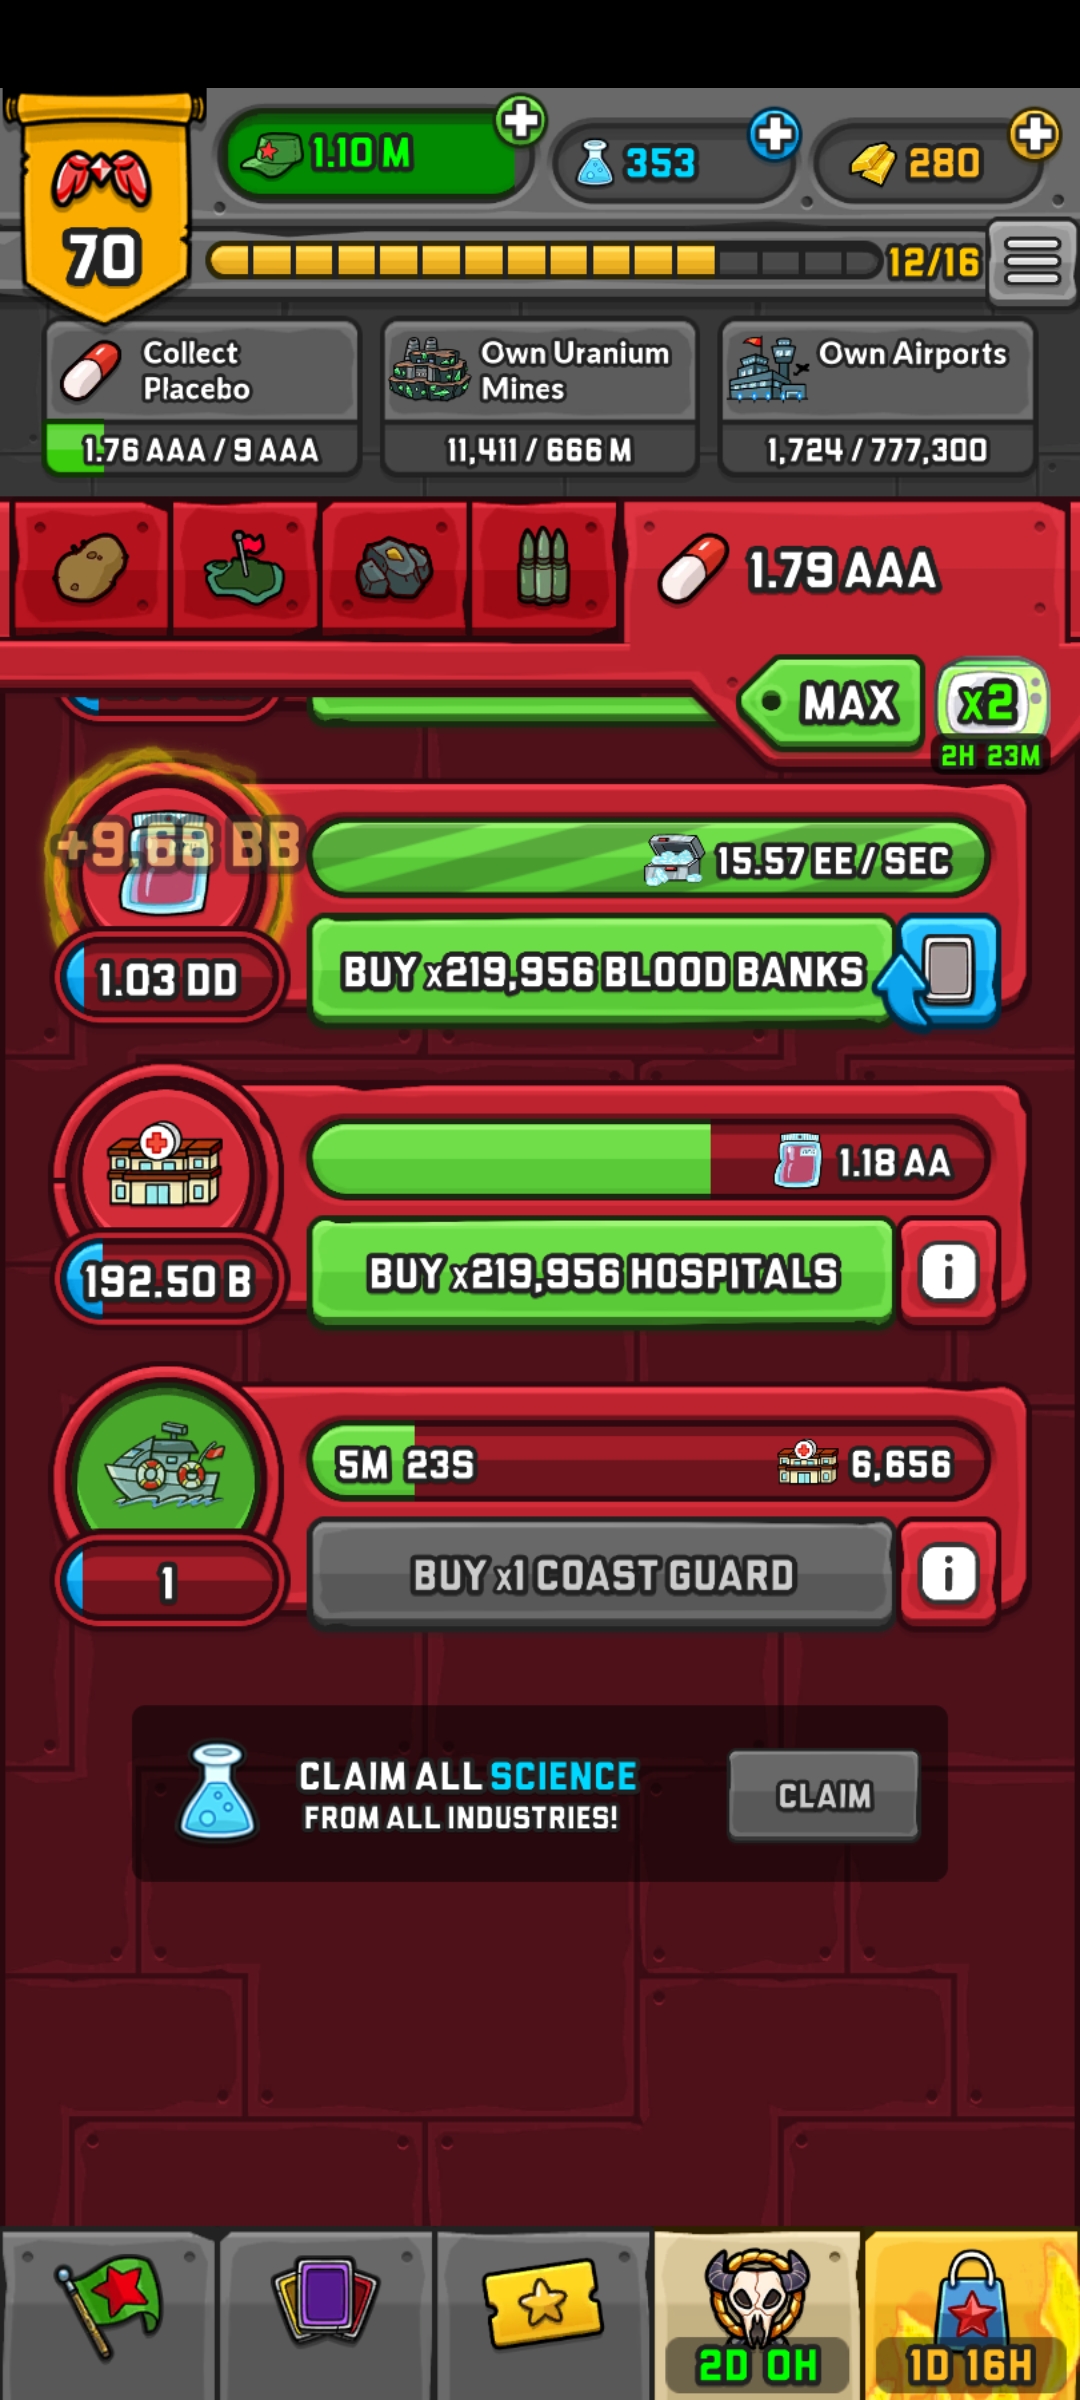 1.10 M
353
280
70
12/16
Collect
Placebo
1.76 AAA / 9 AAA
Own Uranium
Mines
11,411 / 666 M
Own Airports
1,724 / 777,300
1.79 AAA
MAX
x2
2H 23M
+9.68 BB
15.57 EE / SEC
1.03 DD
BUY x219,956 BLOOD BANKS
1.18 AA
192.50 B
BUY x219,956 HOSPITALS
i
5M 23S
6,656
1
BUY x1 COAST GUARD
i
CLAIM ALL SCIENCE
FROM ALL INDUSTRIES!
CLAIM
2D 0H
1D 16H